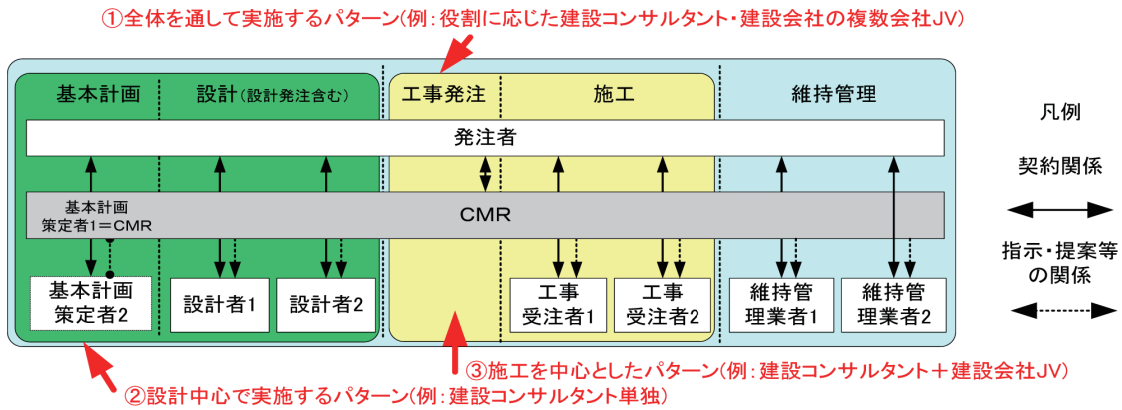 ①全体を通して実施するパターン(例：役割に応じた建設コンサルタント・建設会社の複数会社JV)
基本計画
設計(設計発注含む)
工事発注
施工
維持管理
発注者
基本計画
策定者1＝CMR
CMR
基本計画
策定者2
設計者1
設計者2
工事
受注者1
工事
受注者2
維持管
理業者1
維持管
理業者2
凡例
契約関係
指示・提案等
の関係
③施工を中心としたパターン(例：建設コンサルタント＋建設会社JV)
②設計中心で実施するパターン(例：建設コンサルタント単独)